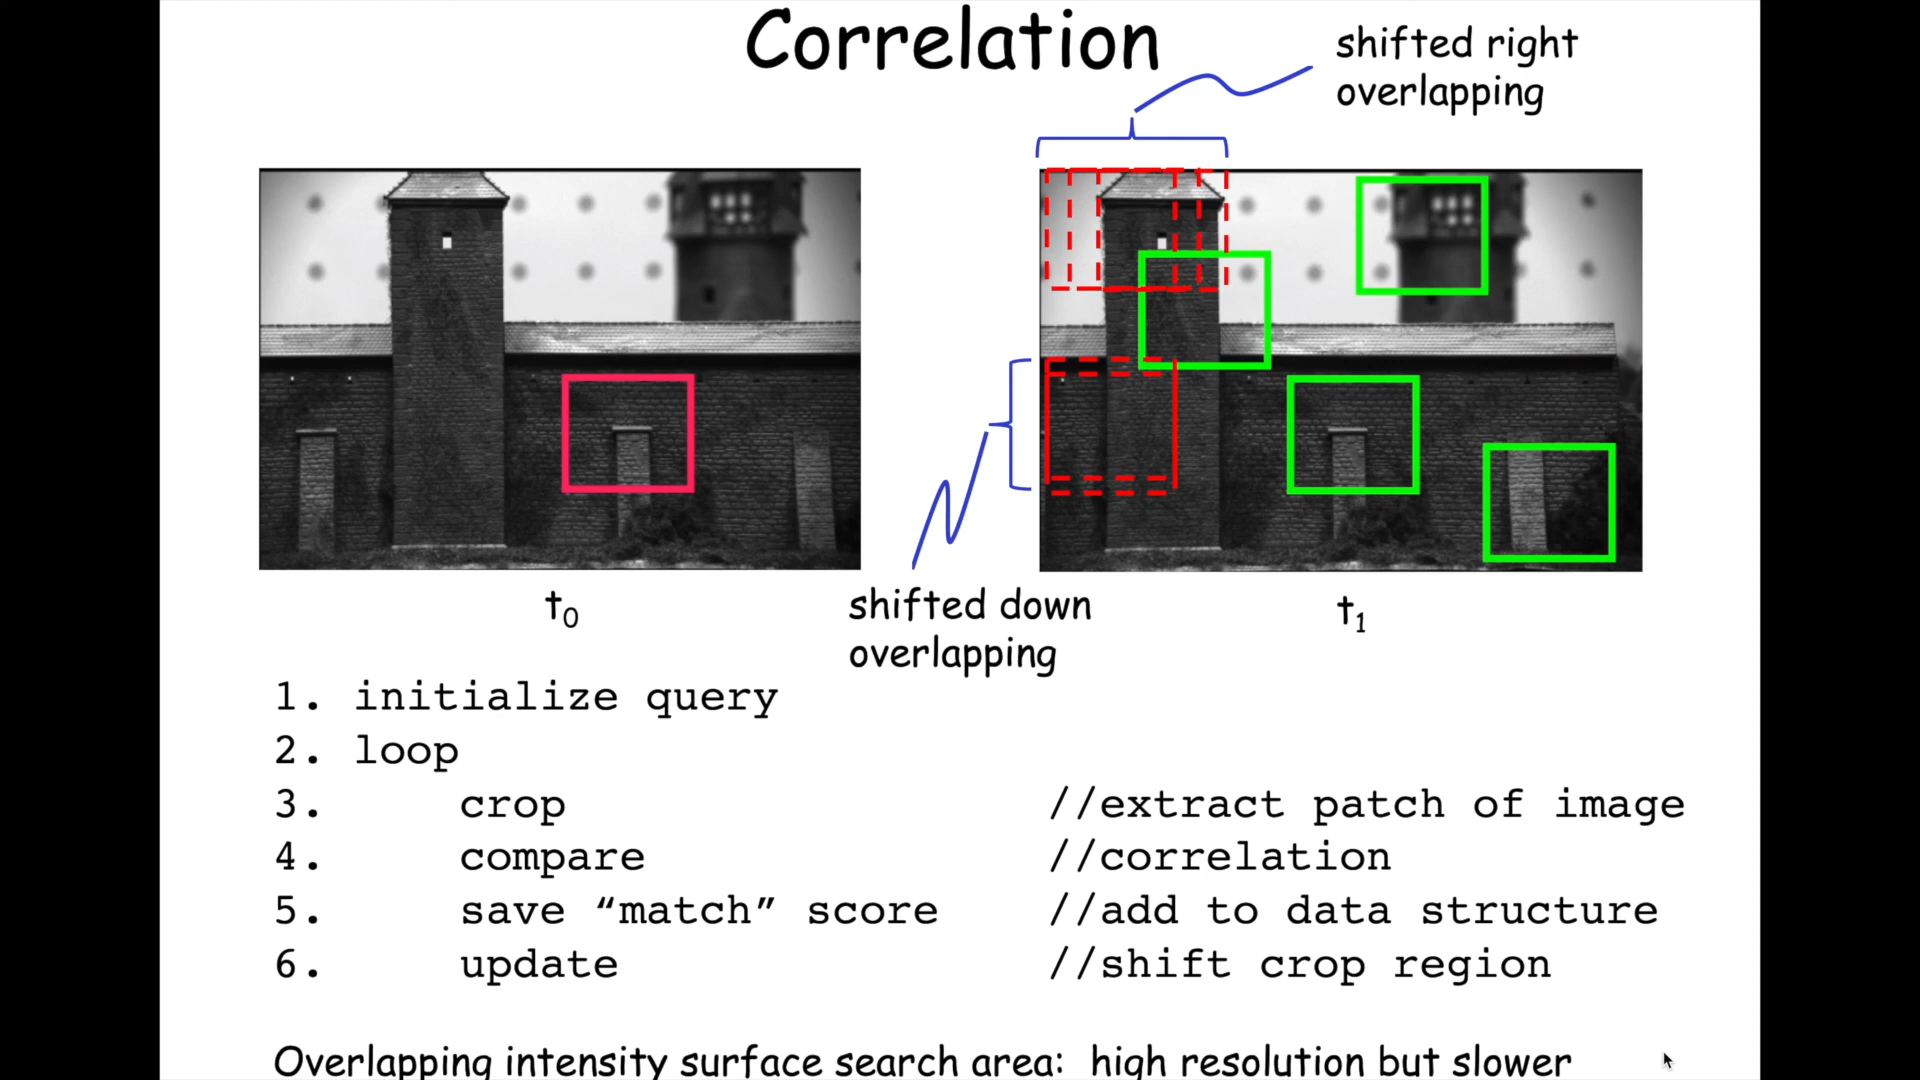 Correlation
shifted right
overlapping
t0
shifted down
overlapping
t1
1. initialize query
2. loop
3. crop //extract patch of image
4. compare //correlation
5. save “match” score //add to data structure
6. update //shift crop region
Overlapping intensity surface search area: high resolution but slower